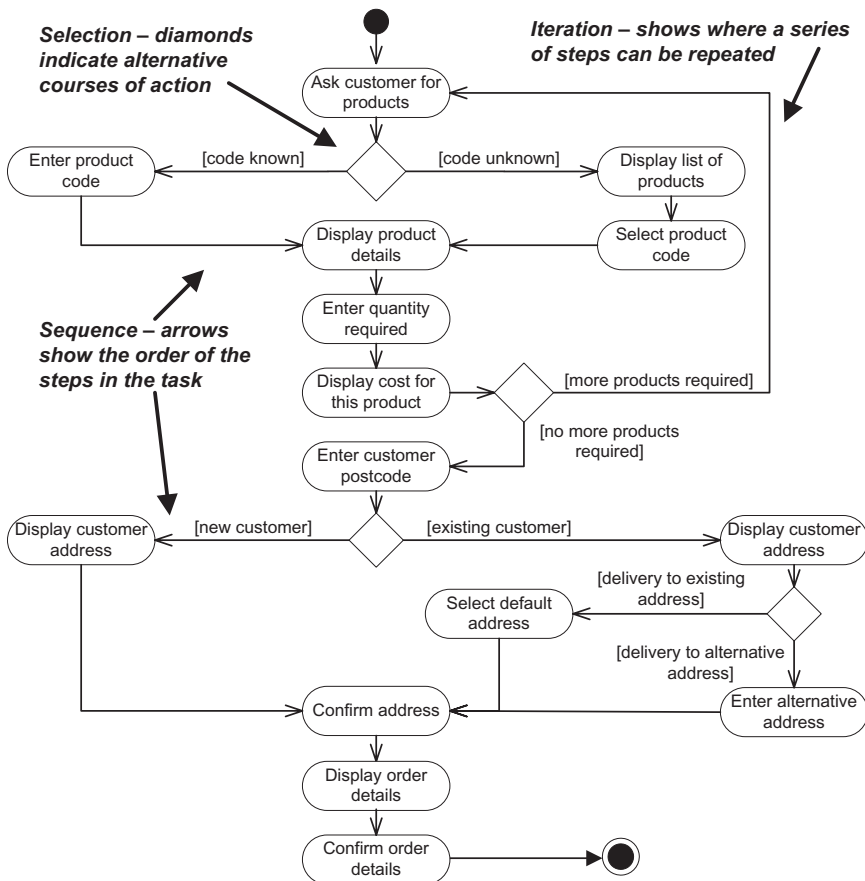 Selection – diamonds
indicate alternative
courses of action
Iteration – shows where a series
of steps can be repeated
Ask customer for
products
Enter product
code
[code known]
[code unknown]
Display list of
products
Display product
details
Select product
code
Sequence – arrows
show the order of the
steps in the task
Enter quantity
required
Display cost for
this product
[more products required]
[no more products
required]
Enter customer
postcode
Display customer
address
[new customer]
[existing customer]
Display customer
address
[delivery to existing
address]
Select default
address
[delivery to alternative
address]
Confirm address
Enter alternative
address
Display order
details
Confirm order
details